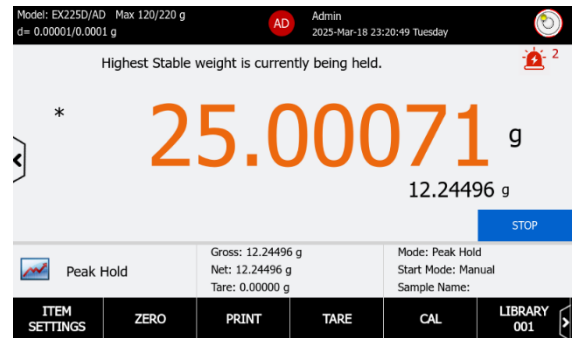 Model: EX225D/AD Max 120/220 g
d= 0.00001/0.0001 g
AD
Admin
2025-Mar-18 23:20:49 Tuesday
Highest Stable weight is currently being held.
2
* 25.00071 g
12.24496 g
STOP
Peak Hold
Gross: 12.24496 g
Net: 12.24496 g
Tare: 0.00000 g
Mode: Peak Hold
Start Mode: Manual
Sample Name:
ITEM SETTINGS
ZERO
PRINT
TARE
CAL
LIBRARY 001